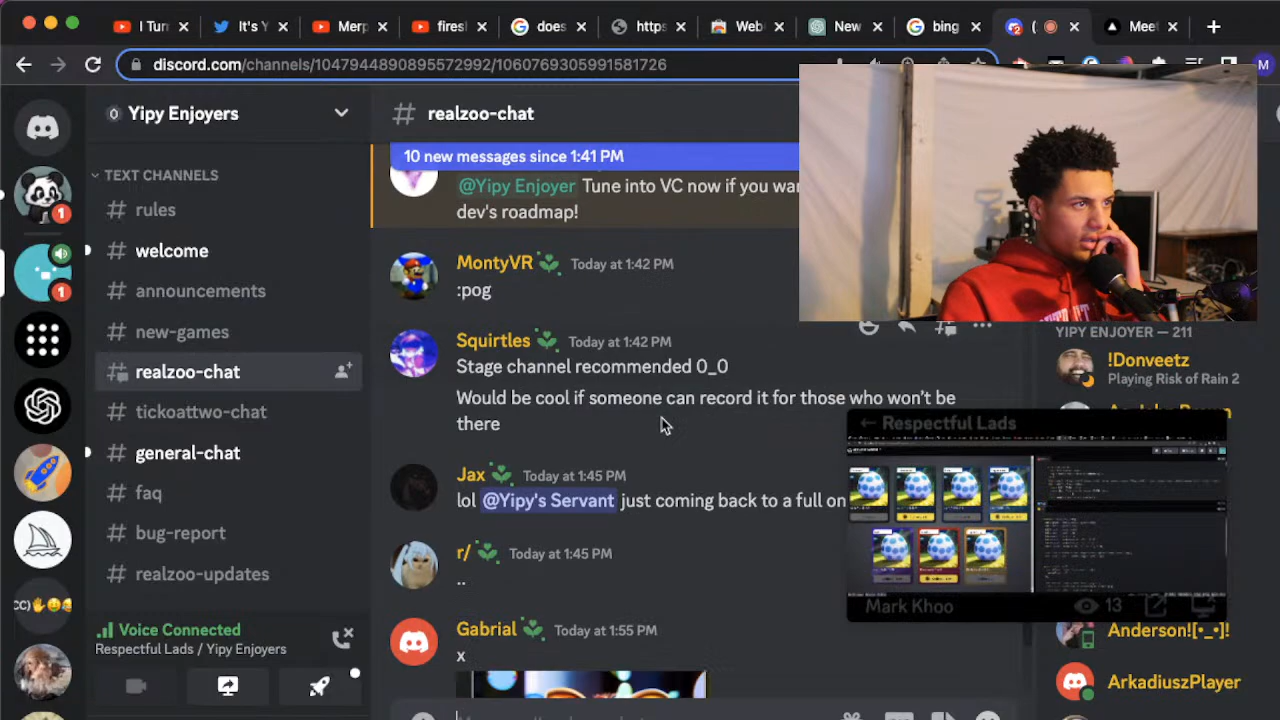 I Tur
It's Y
Merp
fires
does
https
Web
New
bing
(
Meet
discord.com/channels/1047944890895572992/1060769305991581726
M
Yipy Enjoyers
realzoo-chat
10 new messages since 1:41 PM
@Yipy Enjoyer Tune into VC now if you
dev's roadmap!
TEXT CHANNELS
rules
welcome
announcements
new-games
realzoo-chat
tickoattwo-chat
general-chat
faq
bug-report
realzoo-updates
1
1
Voice Connected
Respectful Lads / Yipy Enjoyers
MontyVR Today at 1:42 PM
:pog
Squirtles Today at 1:42 PM
Stage channel recommended 0_0
Would be cool if someone can record it for those who won't be
there
Jax Today at 1:45 PM
lol @Yipy's Servant just coming back to a full on
r/ Today at 1:45 PM
..
Gabrial Today at 1:55 PM
x
YIPY ENJOYER — 211
!Donveetz
Playing Risk of Rain 2
← Respectful Lads
Mark Khoo
13
Anderson![•_•]!
ArkadiuszPlayer